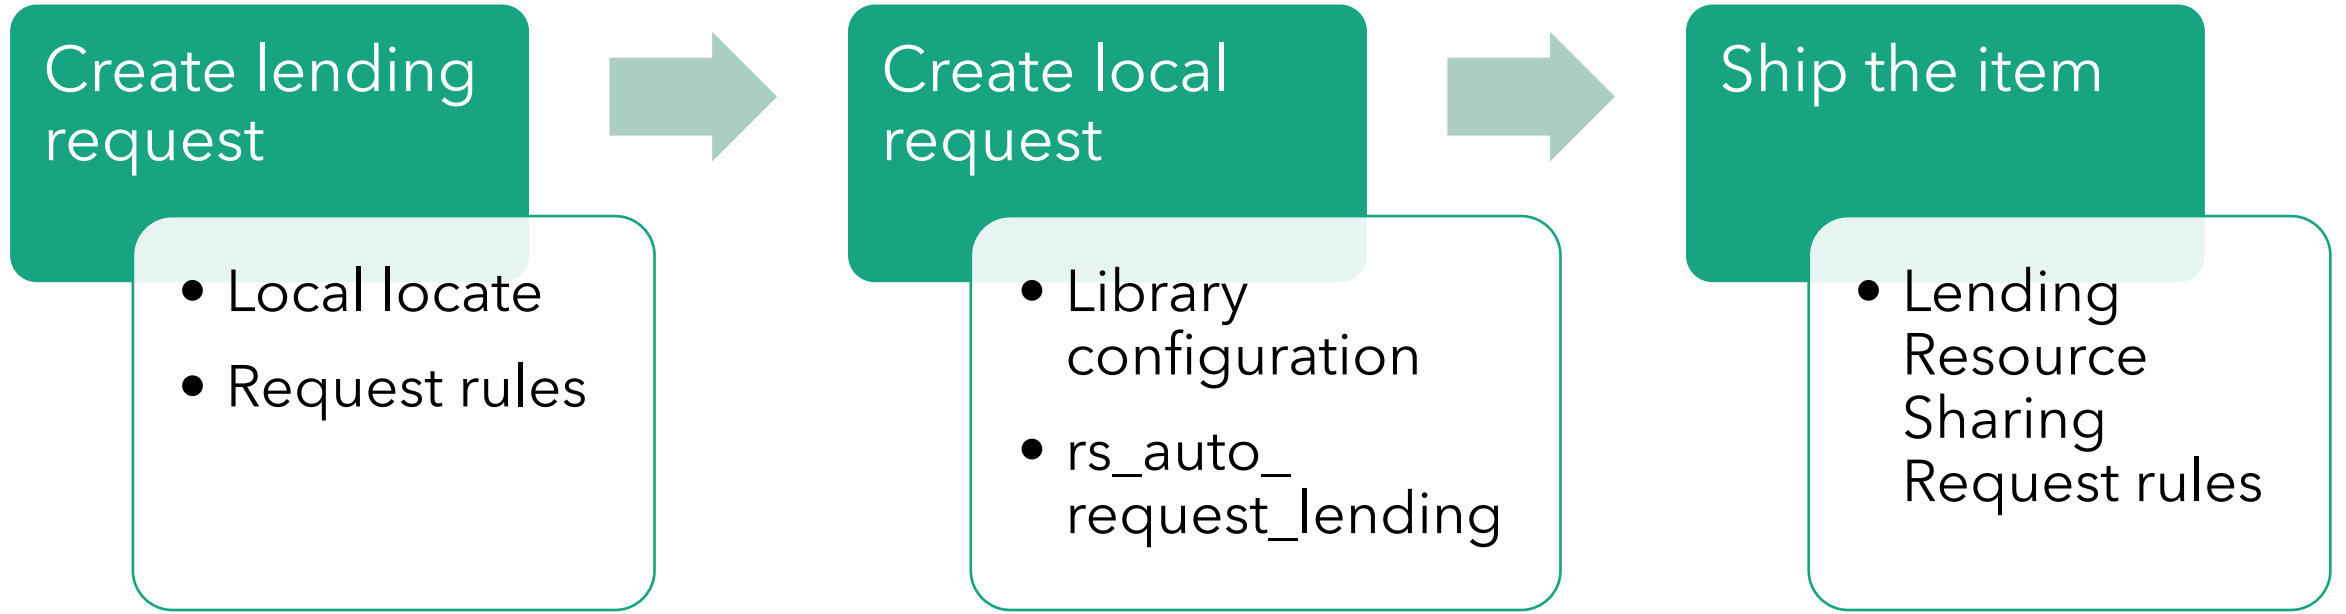 Create lending
request
• Local locate
• Request rules
Create local
request
• Library
configuration
• rs_auto_
request_lending
Ship the item
• Lending
Resource
Sharing
Request rules